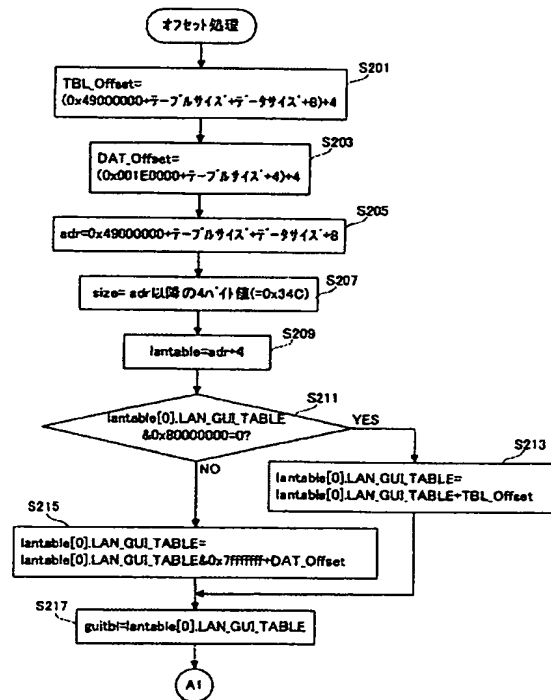 オフセット処理
S201
TBL_Offset=
(0x49000000+テーブルサイズ+データサイズ+8)+4
S203
DAT_Offset=
(0x001E0000+テーブルサイズ+4)+4
S205
adr=0x49000000+テーブルサイズ+データサイズ+8
S207
size= adr以降の4バイト値(=0x34C)
S209
lantable=adr+4
S211
lantable[0].LAN_GUI_TABLE
&0x80000000=0?
YES
NO
S213
lantable[0].LAN_GUI_TABLE=
lantable[0].LAN_GUI_TABLE+TBL_Offset
S215
lantable[0].LAN_GUI_TABLE=
lantable[0].LAN_GUI_TABLE&0x7fffffff+DAT_Offset
S217
guitbl=lantable[0].LAN_GUI_TABLE
A1